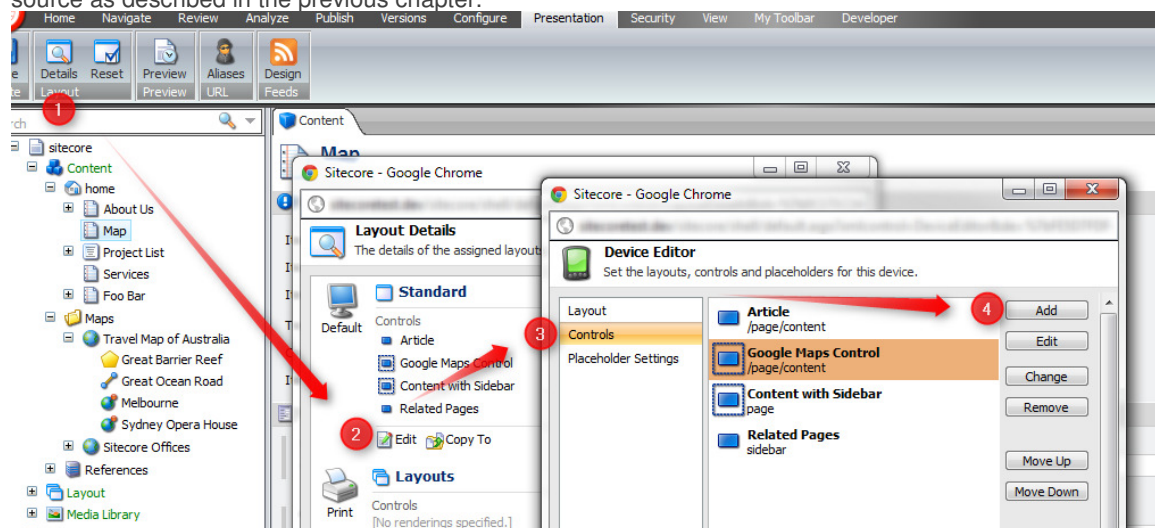 source as described in the previous chapter.
Home Navigate Review Analyze Publish Versions Configure Presentation Security View My Toolbar Developer
Details Reset Preview Aliases Design
Layout Preview URL Feeds
1
sitecore
Content
home
About Us
Map
Project List
Services
Foo Bar
Maps
Travel Map of Australia
Great Barrier Reef
Great Ocean Road
Melbourne
Sydney Opera House
Sitecore Offices
References
Layout
Media Library
Content
Map
Sitecore - Google Chrome
Layout Details
The details of the assigned layouts
Default
Standard
Controls
Article
Google Maps Control
Content with Sidebar
Related Pages
2
Edit Copy To
Print
Layouts
Controls
[No renderings specified.]
Sitecore - Google Chrome
Device Editor
Set the layouts, controls and placeholders for this device.
Layout
3
Controls
Placeholder Settings
Article
/page/content
Google Maps Control
/page/content
Content with Sidebar
page
Related Pages
sidebar
4
Add
Edit
Change
Remove
Move Up
Move Down